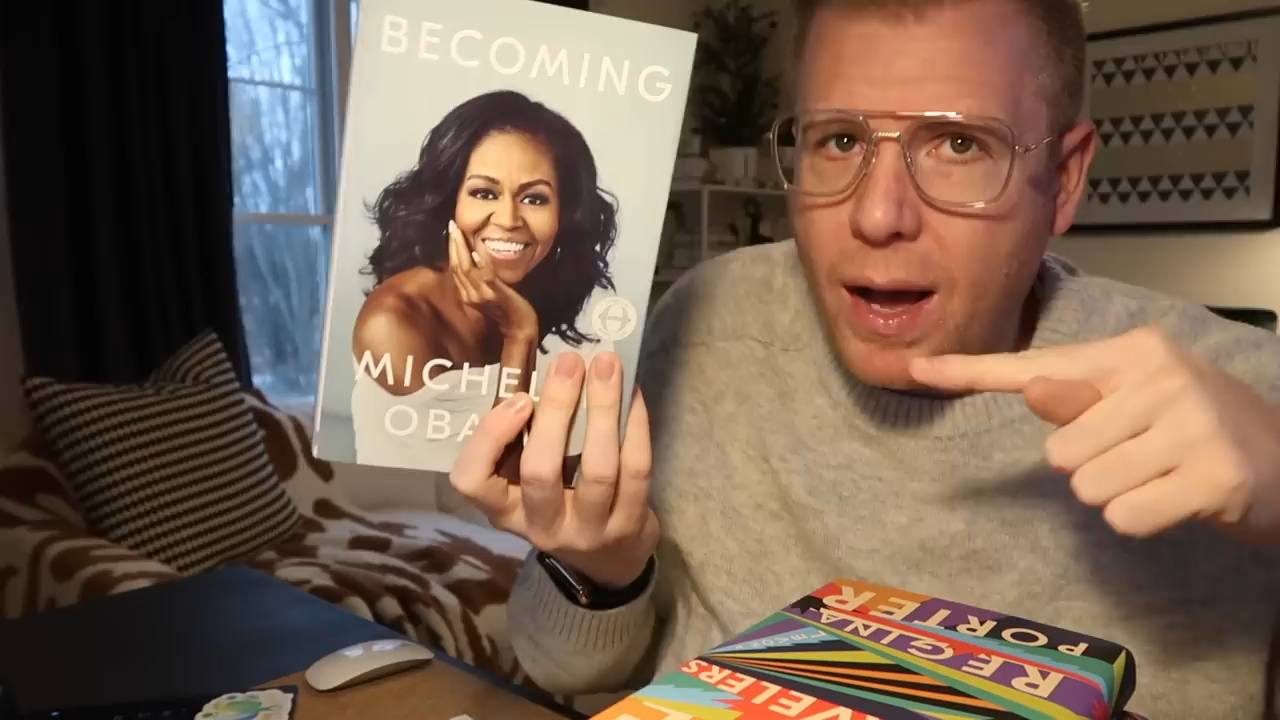 BECOMING
MICHEL
OBA
REGINA
PORTER
VELERS